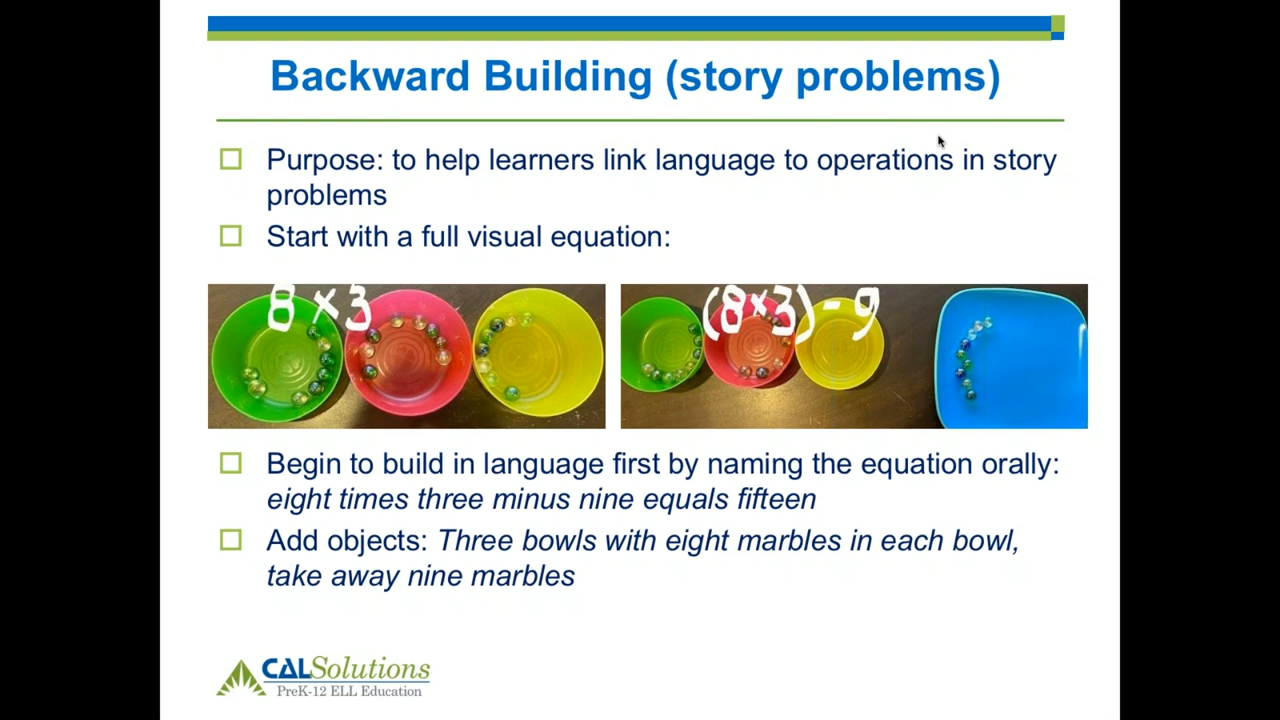 Backward Building (story problems)
Purpose: to help learners link language to operations in story
problems
Start with a full visual equation:
8 x 3
(8x3) - 9
Begin to build in language first by naming the equation orally:
eight times three minus nine equals fifteen
Add objects: Three bowls with eight marbles in each bowl,
take away nine marbles
CALSolutions
PreK-12 ELL Education